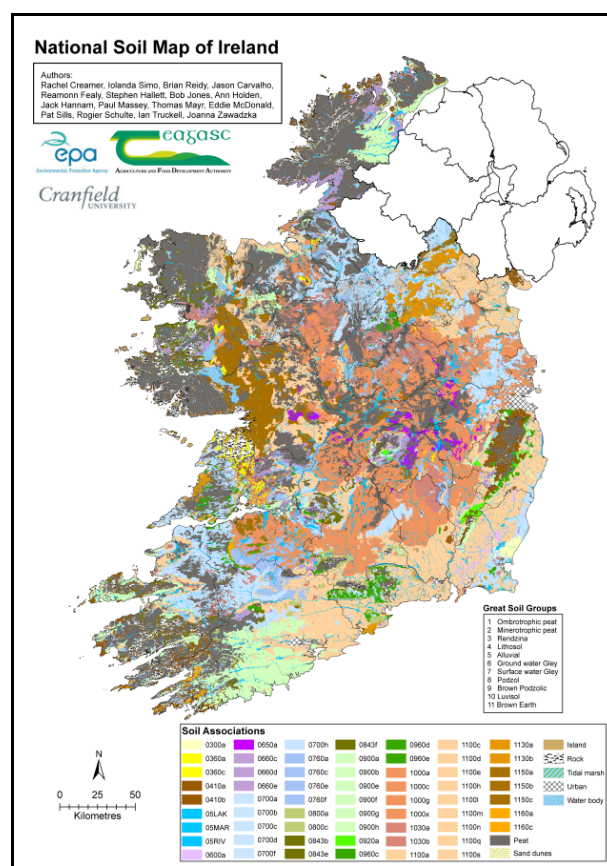 National Soil Map of Ireland
Authors:
Rachel Creamer, Iolanda Simo, Brian Reidy, Jason Carvalho,
Reamonn Fealy, Stephen Hallett, Bob Jones, Ann Holden,
Jack Hannam, Paul Massey, Thomas Mayr, Eddie McDonald,
Pat Sills, Rogier Schulte, Ian Truckell, Joanna Zawadzka
epa
Environmental Protection Agency
Teagasc
AGRICULTURE AND FOOD DEVELOPMENT AUTHORITY
Cranfield
UNIVERSITY
Great Soil Groups
1 Ombrotrophic peat
2 Minerotrophic peat
3 Rendzina
4 Lithosol
5 Alluvial
6 Ground water Gley
7 Surface water Gley
8 Podzol
9 Brown Podzolic
10 Luvisol
11 Brown Earth
Soil Associations
0300a 0650a 0700h 0843f 0960d 1100c 1130a Island
0360a 0660c 0760a 0900a 0960e 1100d 1130b Rock
0360c 0660d 0760c 0900b 1000a 1100e 1150a Tidal marsh
0410a 0660e 0760e 0900e 1000c 1100h 1150b Urban
0410b 0700a 0760f 0900f 1000g 1100l 1150c Water body
05LAK 0700b 0800a 0900g 1000x 1100m 1160a
05MAR 0700d 0800c 0900h 1030a 1100n 1160c
05RIV 0700f 0843b 0920a 1030b 1100q Peat
0600a 0843e 0960c 1100a 1100s Sand dunes
N
0 25 50
Kilometres